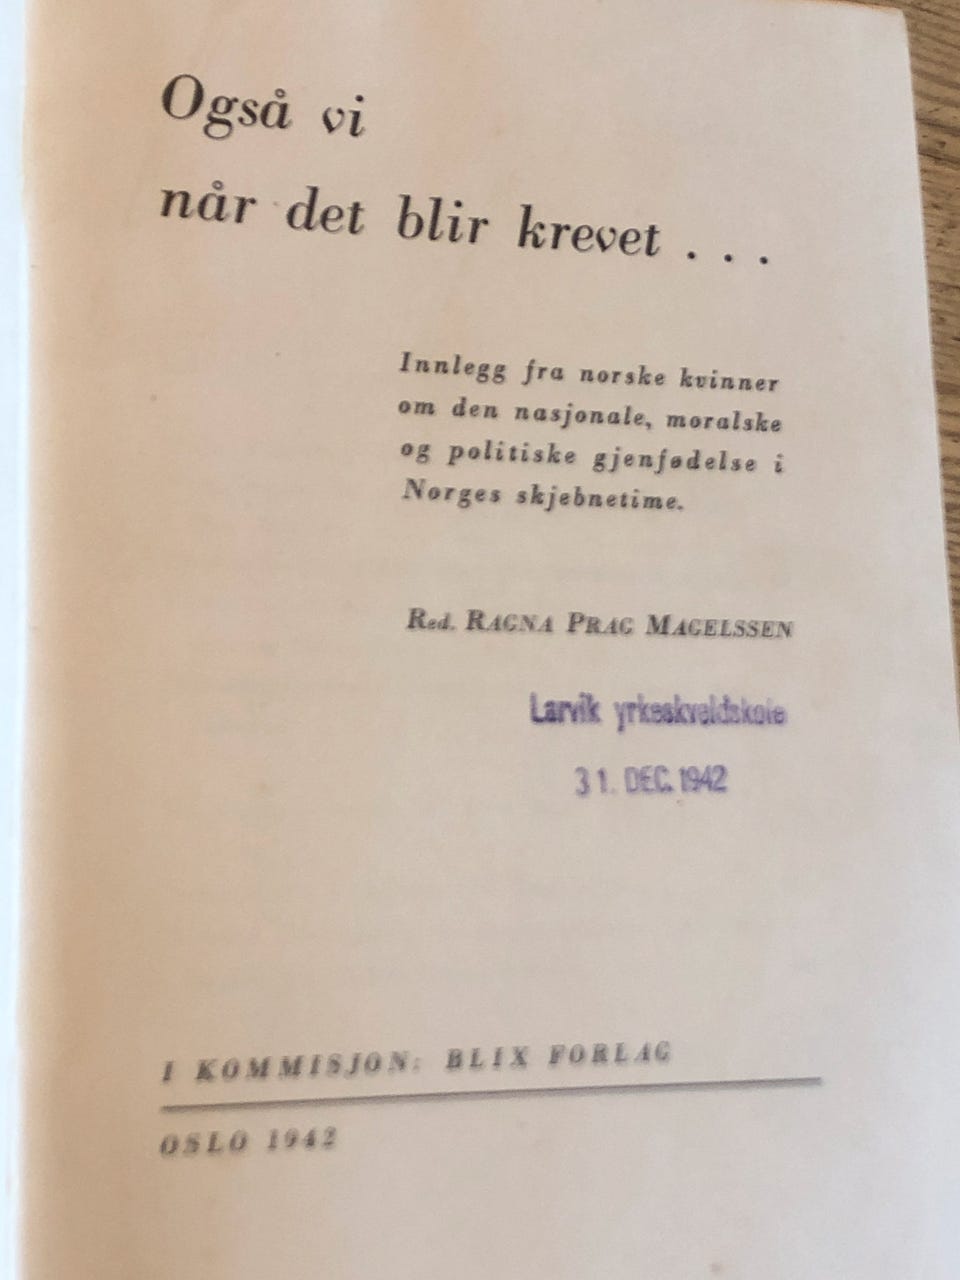 Også vi
når det blir krevet . . .
Innlegg fra norske kvinner
om den nasjonale, moralske
og politiske gjenfødelse i
Norges skjebnetime.
Red. RAGNA PRAG MAGELSSEN
Larvik yrkeskveldskole
31. DEC. 1942
I KOMMISJON: BLIX FORLAG
OSLO 1942